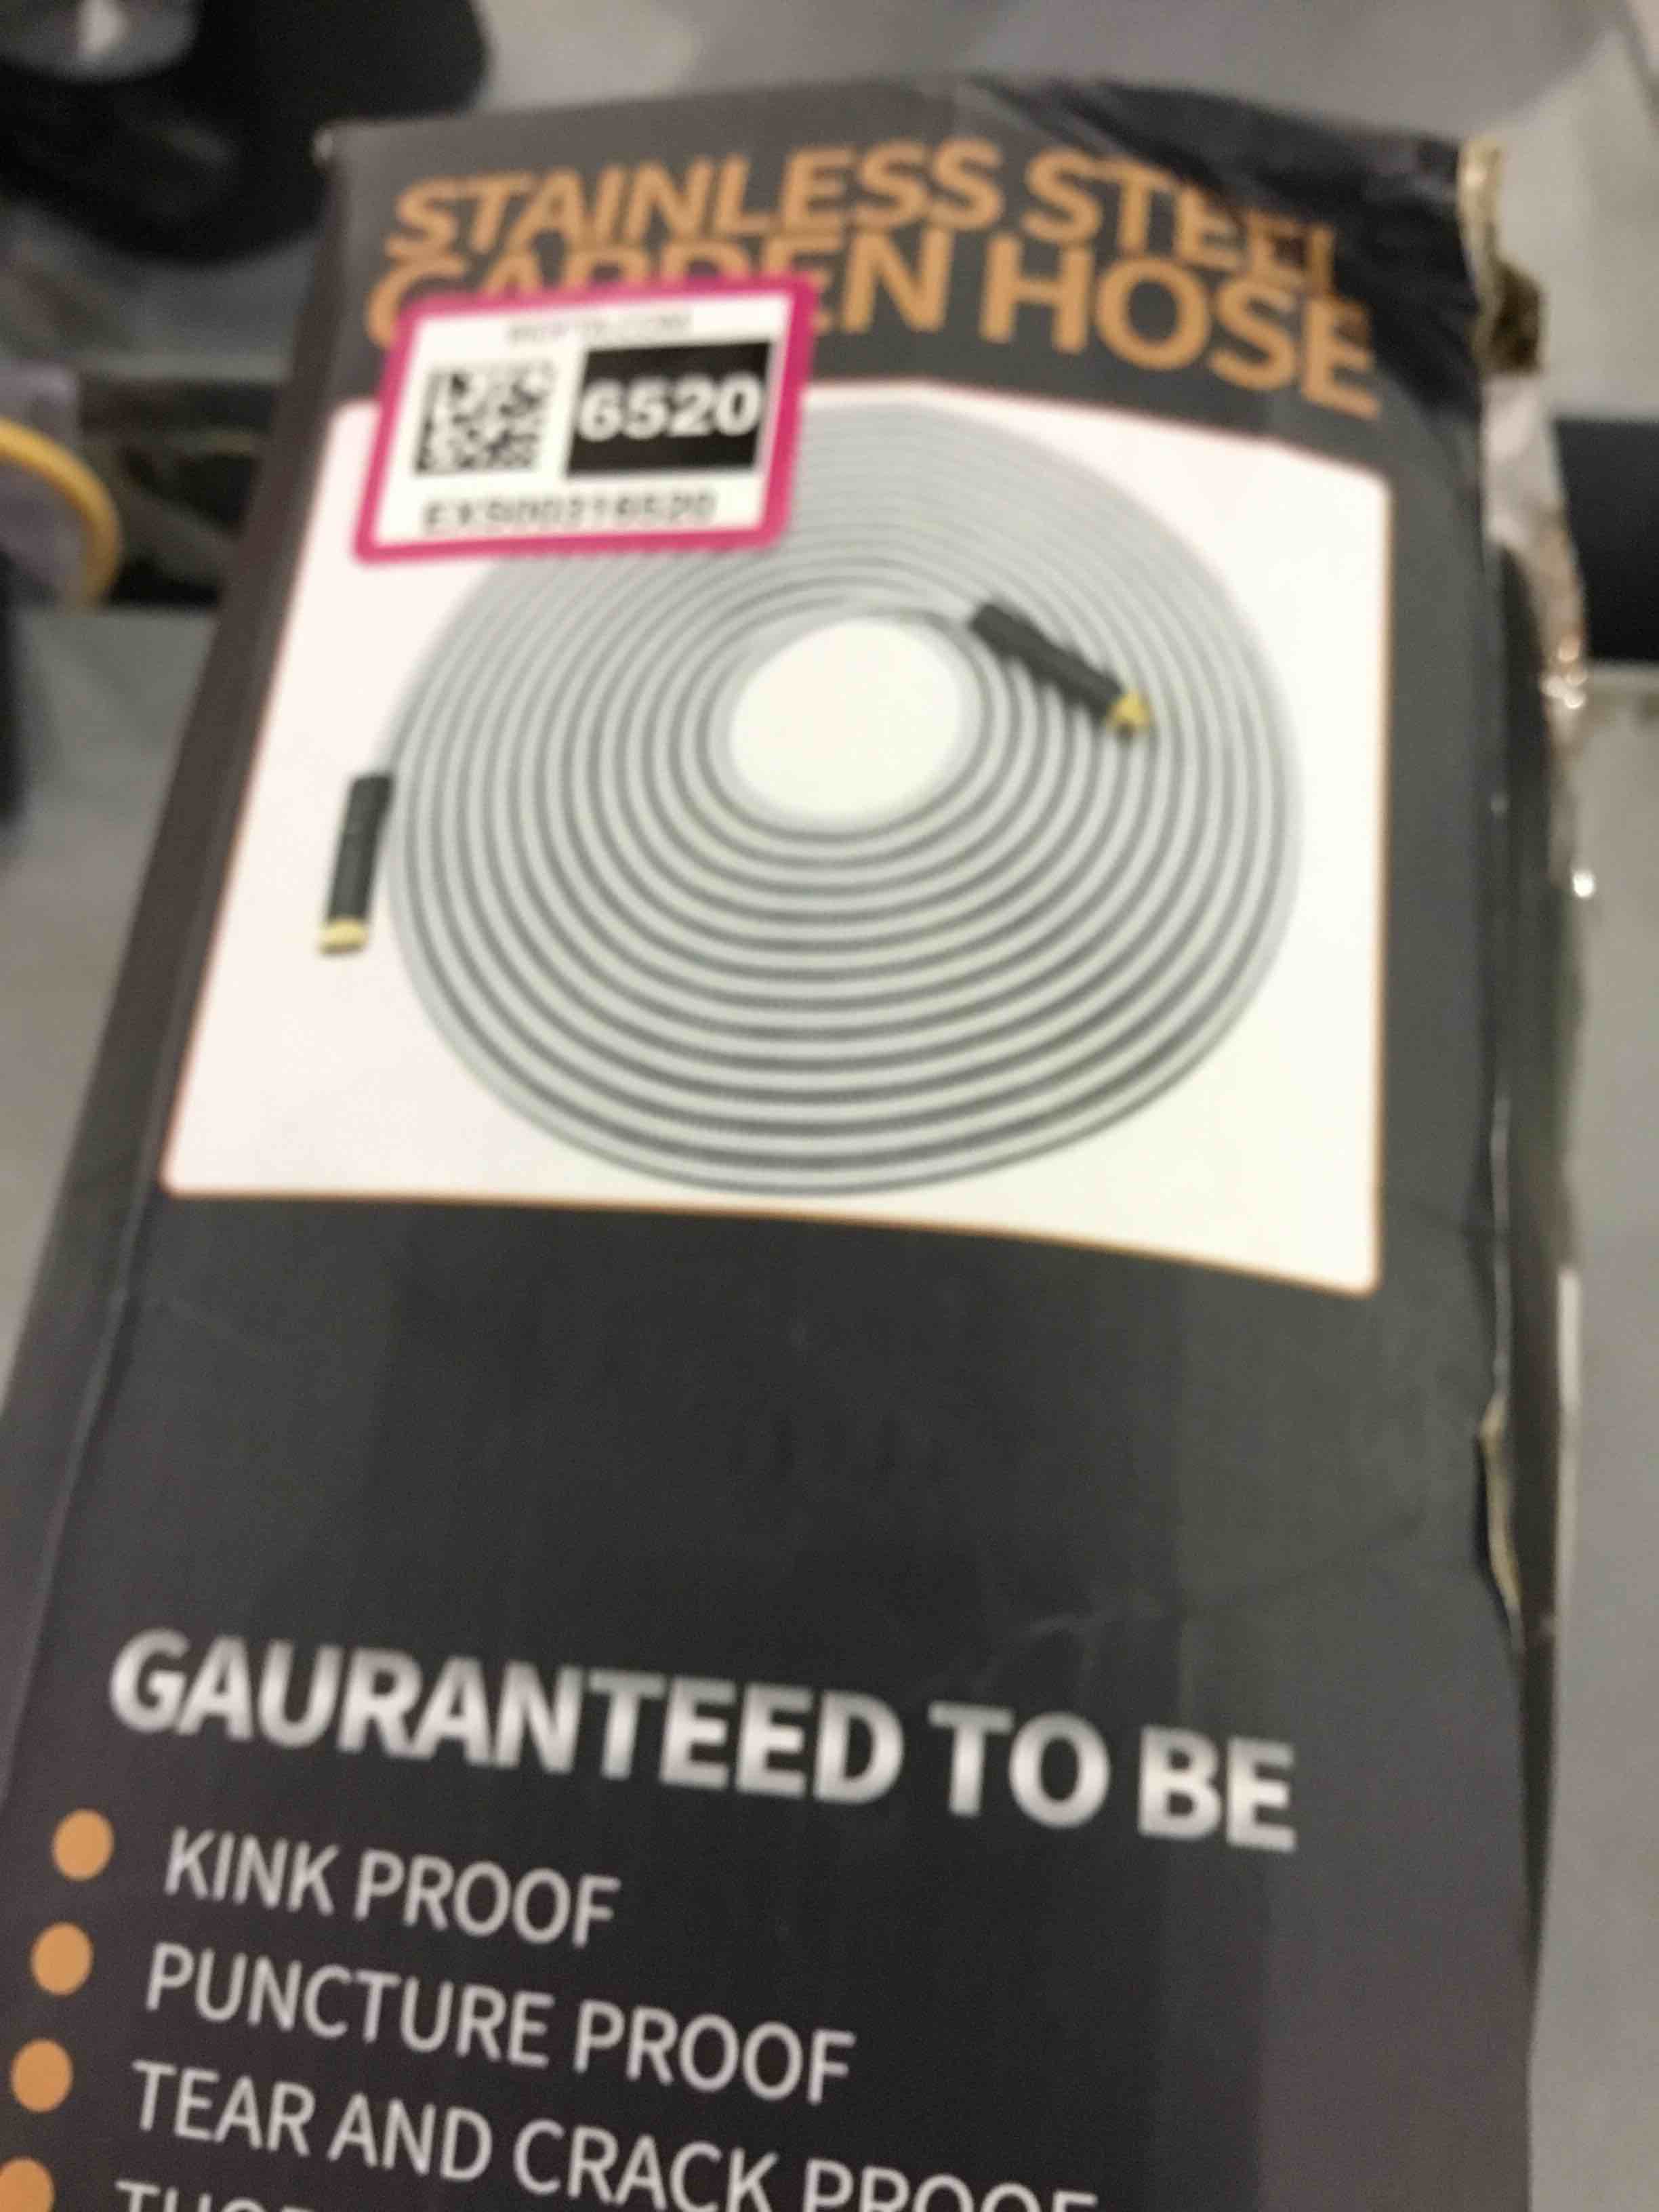 STAINLESS STEEL
GARDEN HOSE
6520
GAURANTEED TO BE
KINK PROOF
PUNCTURE PROOF
TEAR AND CRACK PROOF